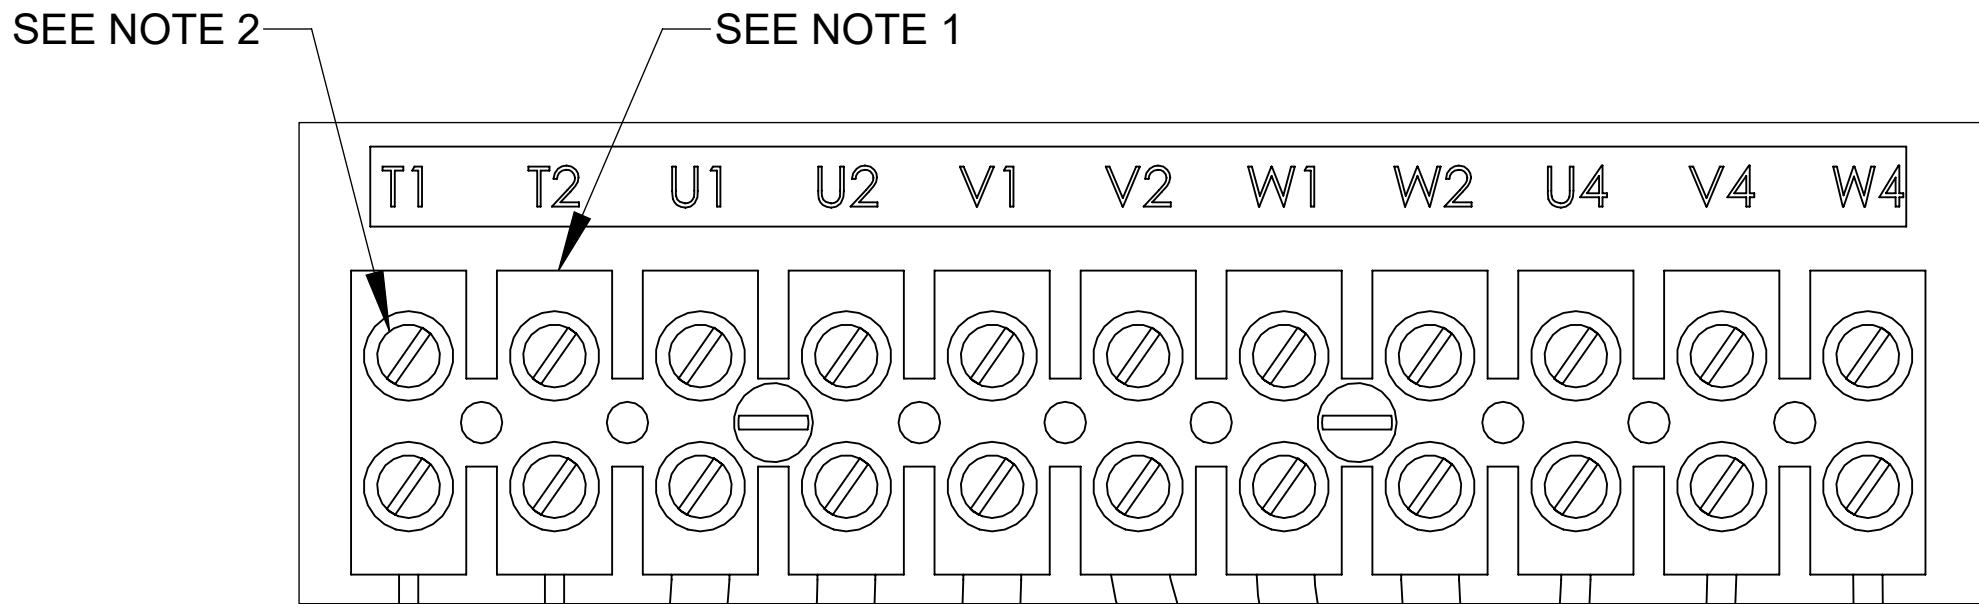 SEE NOTE 2 SEE NOTE 1
T1 T2 U1 U2 V1 V2 W1 W2 U4 V4 W4